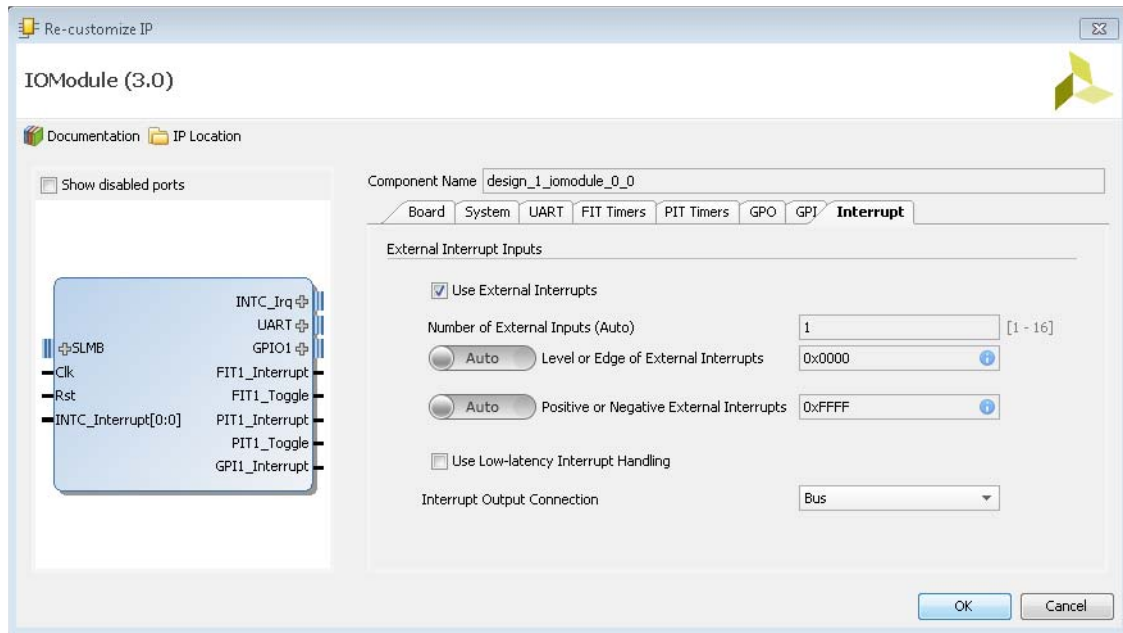 Re-customize IP
IOModule (3.0)
Documentation IP Location
Show disabled ports
INTC_Irq
UART
SLMB GPIO1
Clk FIT1_Interrupt
Rst FIT1_Toggle
INTC_Interrupt[0:0] PIT1_Interrupt
PIT1_Toggle
GPI1_Interrupt
Component Name design_1_iomodule_0_0
Board System UART FIT Timers PIT Timers GPO GPI Interrupt
External Interrupt Inputs
Use External Interrupts
Number of External Inputs (Auto) 1 [1 - 16]
Auto Level or Edge of External Interrupts 0x0000
Auto Positive or Negative External Interrupts 0xFFFF
Use Low-latency Interrupt Handling
Interrupt Output Connection Bus
OK Cancel